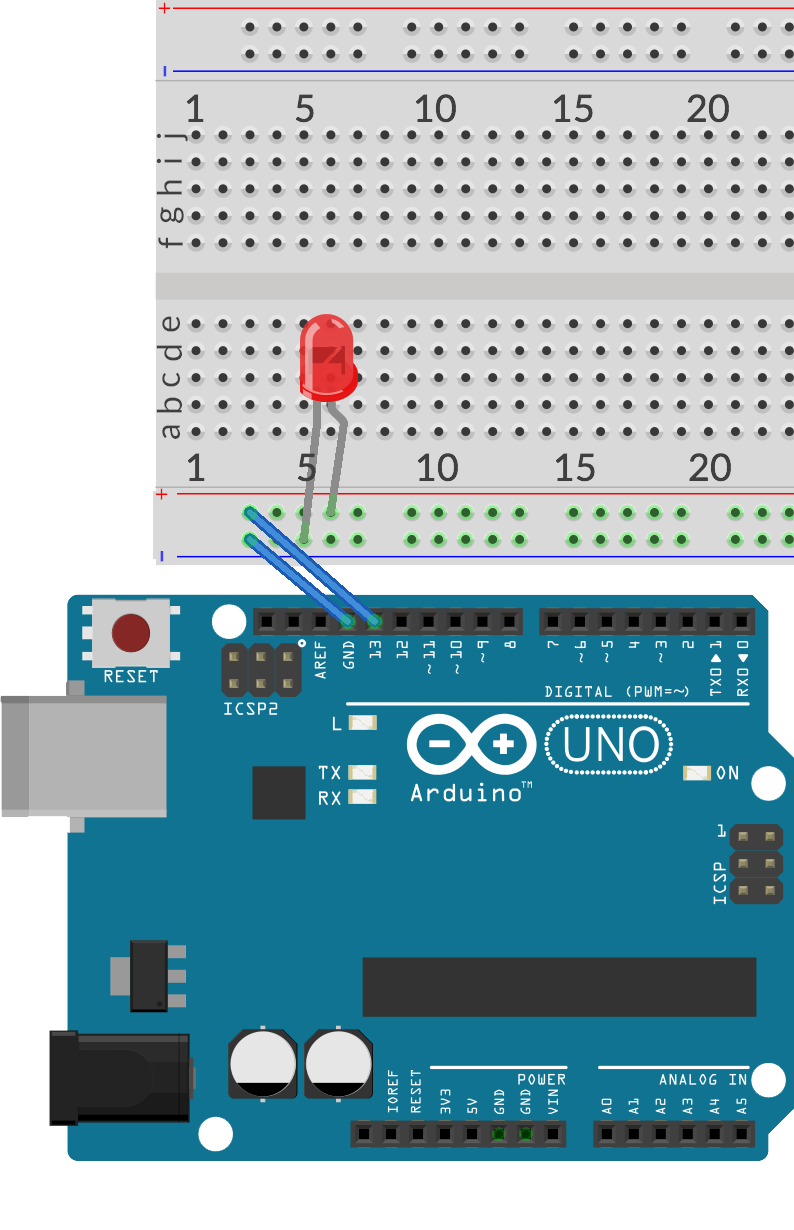 +
-
1 5 10 15 20
j
i
h
g
f
e
d
c
b
a
1 5 10 15 20
+
-
RESET
ICSP2
AREF
GND
13
12
~11
~10
~9
8
7
~6
~5
4
~3
2
TX0▶1
RX0◀0
DIGITAL (PWM=~)
L
TX
RX
UNO
Arduino™
ON
1
ICSP
POWER
ANALOG IN
IOREF
RESET
3V3
5V
GND
GND
VIN
A0
A1
A2
A3
A4
A5